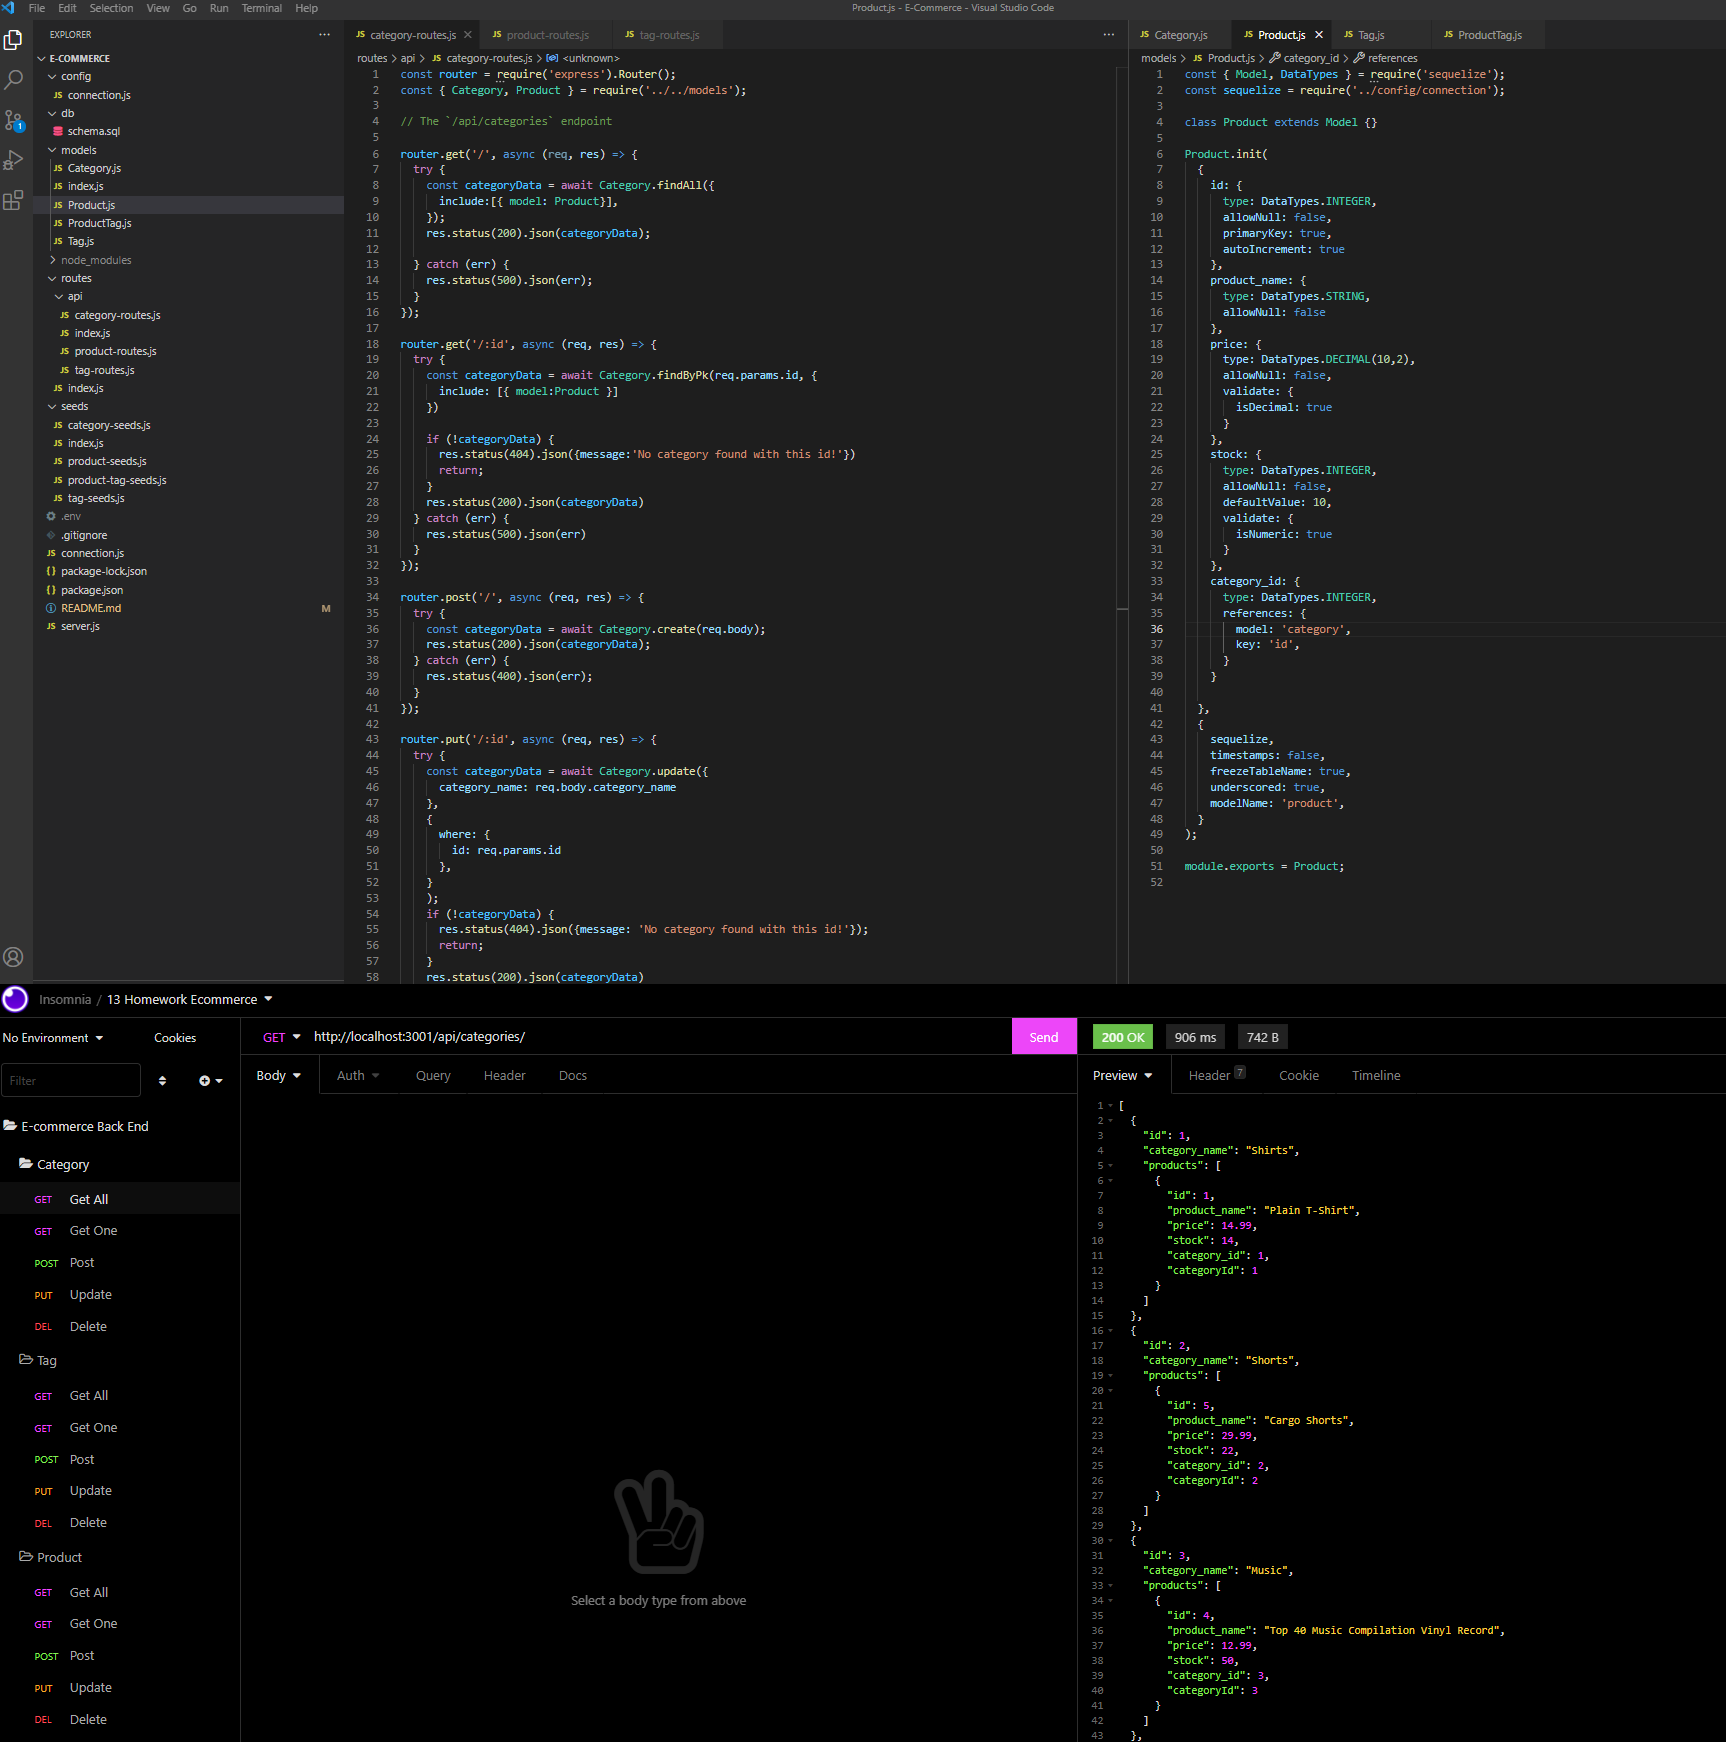 File Edit Selection View Go Run Terminal Help
Product.js - E-Commerce - Visual Studio Code
EXPLORER
E-COMMERCE
config
JS connection.js
db
schema.sql
models
JS Category.js
JS index.js
JS Product.js
JS ProductTag.js
JS Tag.js
node_modules
routes
api
JS category-routes.js
JS index.js
JS product-routes.js
JS tag-routes.js
JS index.js
seeds
JS category-seeds.js
JS index.js
JS product-seeds.js
JS product-tag-seeds.js
JS tag-seeds.js
.env
.gitignore
JS connection.js
{} package-lock.json
{} package.json
README.md M
JS server.js
1
JS category-routes.js JS product-routes.js JS tag-routes.js
routes > api > JS category-routes.js > <unknown>
1 const router = require('express').Router();
2 const { Category, Product } = require('../../models');
3
4 // The `/api/categories` endpoint
5
6 router.get('/', async (req, res) => {
7 try {
8 const categoryData = await Category.findAll({
9 include:[{ model: Product}],
10 });
11 res.status(200).json(categoryData);
12
13 } catch (err) {
14 res.status(500).json(err);
15 }
16 });
17
18 router.get('/:id', async (req, res) => {
19 try {
20 const categoryData = await Category.findByPk(req.params.id, {
21 include: [{ model:Product }]
22 })
23
24 if (!categoryData) {
25 res.status(404).json({message:'No category found with this id!'})
26 return;
27 }
28 res.status(200).json(categoryData)
29 } catch (err) {
30 res.status(500).json(err)
31 }
32 });
33
34 router.post('/', async (req, res) => {
35 try {
36 const categoryData = await Category.create(req.body);
37 res.status(200).json(categoryData);
38 } catch (err) {
39 res.status(400).json(err);
40 }
41 });
42
43 router.put('/:id', async (req, res) => {
44 try {
45 const categoryData = await Category.update({
46 category_name: req.body.category_name
47 },
48 {
49 where: {
50 id: req.params.id
51 },
52 }
53 );
54 if (!categoryData) {
55 res.status(404).json({message: 'No category found with this id!'});
56 return;
57 }
58 res.status(200).json(categoryData)
JS Category.js JS Product.js JS Tag.js JS ProductTag.js
models > JS Product.js > category_id > references
1 const { Model, DataTypes } = require('sequelize');
2 const sequelize = require('../config/connection');
3
4 class Product extends Model {}
5
6 Product.init(
7 {
8 id: {
9 type: DataTypes.INTEGER,
10 allowNull: false,
11 primaryKey: true,
12 autoIncrement: true
13 },
14 product_name: {
15 type: DataTypes.STRING,
16 allowNull: false
17 },
18 price: {
19 type: DataTypes.DECIMAL(10,2),
20 allowNull: false,
21 validate: {
22 isDecimal: true
23 }
24 },
25 stock: {
26 type: DataTypes.INTEGER,
27 allowNull: false,
28 defaultValue: 10,
29 validate: {
30 isNumeric: true
31 }
32 },
33 category_id: {
34 type: DataTypes.INTEGER,
35 references: {
36 model: 'category',
37 key: 'id',
38 }
39 }
40
41 },
42 {
43 sequelize,
44 timestamps: false,
45 freezeTableName: true,
46 underscored: true,
47 modelName: 'product',
48 }
49 );
50
51 module.exports = Product;
52
Insomnia / 13 Homework Ecommerce
No Environment Cookies
Filter
E-commerce Back End
Category
GET Get All
GET Get One
POST Post
PUT Update
DEL Delete
Tag
GET Get All
GET Get One
POST Post
PUT Update
DEL Delete
Product
GET Get All
GET Get One
POST Post
PUT Update
DEL Delete
GET http://localhost:3001/api/categories/ Send
Body Auth Query Header Docs
Select a body type from above
200 OK 906 ms 742 B
Preview Header 7 Cookie Timeline
1 [
2 {
3 "id": 1,
4 "category_name": "Shirts",
5 "products": [
6 {
7 "id": 1,
8 "product_name": "Plain T-Shirt",
9 "price": 14.99,
10 "stock": 14,
11 "category_id": 1,
12 "categoryId": 1
13 }
14 ]
15 },
16 {
17 "id": 2,
18 "category_name": "Shorts",
19 "products": [
20 {
21 "id": 5,
22 "product_name": "Cargo Shorts",
23 "price": 29.99,
24 "stock": 22,
25 "category_id": 2,
26 "categoryId": 2
27 }
28 ]
29 },
30 {
31 "id": 3,
32 "category_name": "Music",
33 "products": [
34 {
35 "id": 4,
36 "product_name": "Top 40 Music Compilation Vinyl Record",
37 "price": 12.99,
38 "stock": 50,
39 "category_id": 3,
40 "categoryId": 3
41 }
42 ]
43 },